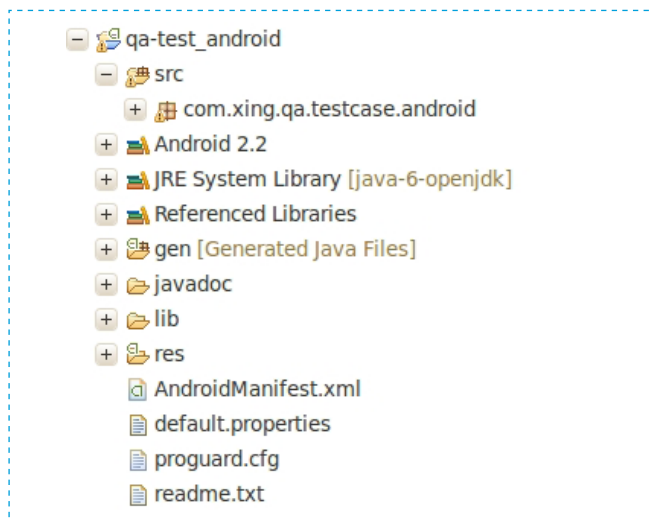 qa-test_android
src
com.xing.qa.testcase.android
Android 2.2
JRE System Library [java-6-openjdk]
Referenced Libraries
gen [Generated Java Files]
javadoc
lib
res
AndroidManifest.xml
default.properties
proguard.cfg
readme.txt